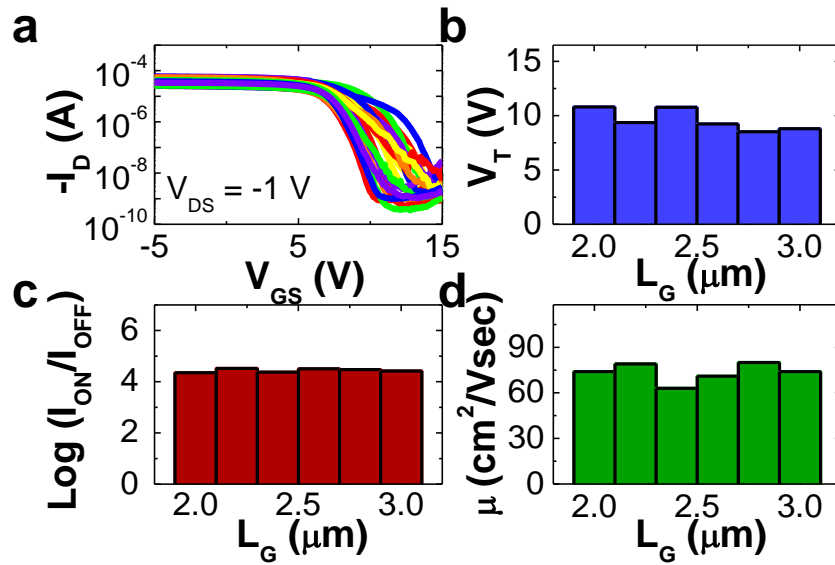 a
-I_D (A)
10^-4
10^-6
10^-8
10^-10
V_DS = -1 V
-5
5
15
V_GS (V)
b
V_T (V)
15
10
5
0
2.0
2.5
3.0
L_G (μm)
c
Log (I_ON/I_OFF)
6
4
2
0
2.0
2.5
3.0
L_G (μm)
d
μ (cm^2/Vsec)
90
60
30
0
2.0
2.5
3.0
L_G (μm)